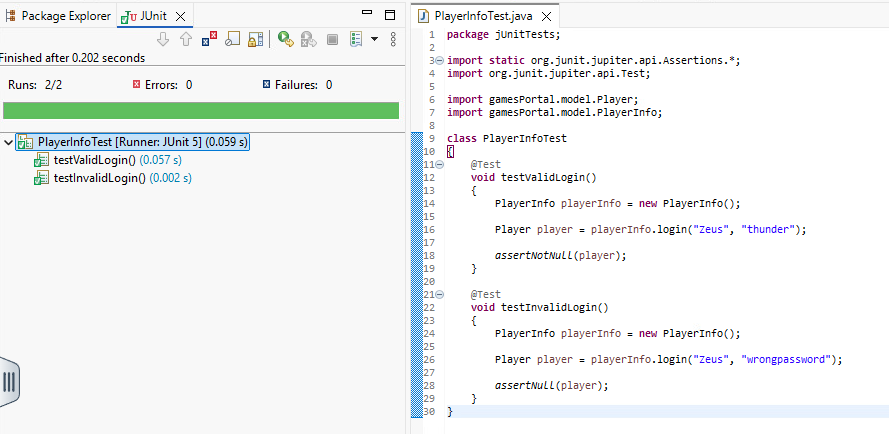 Package Explorer JUnit
Finished after 0.202 seconds
Runs: 2/2 Errors: 0 Failures: 0
PlayerInfoTest [Runner: JUnit 5] (0.059 s)
testValidLogin() (0.057 s)
testInvalidLogin() (0.002 s)
PlayerInfoTest.java
1 package jUnitTests;
2
3 import static org.junit.jupiter.api.Assertions.*;
4 import org.junit.jupiter.api.Test;
5
6 import gamesPortal.model.Player;
7 import gamesPortal.model.PlayerInfo;
8
9 class PlayerInfoTest
10 {
11 @Test
12 void testValidLogin()
13 {
14 PlayerInfo playerInfo = new PlayerInfo();
15
16 Player player = playerInfo.login("Zeus", "thunder");
17
18 assertNotNull(player);
19 }
20
21 @Test
22 void testInvalidLogin()
23 {
24 PlayerInfo playerInfo = new PlayerInfo();
25
26 Player player = playerInfo.login("Zeus", "wrongpassword");
27
28 assertNull(player);
29 }
30 }